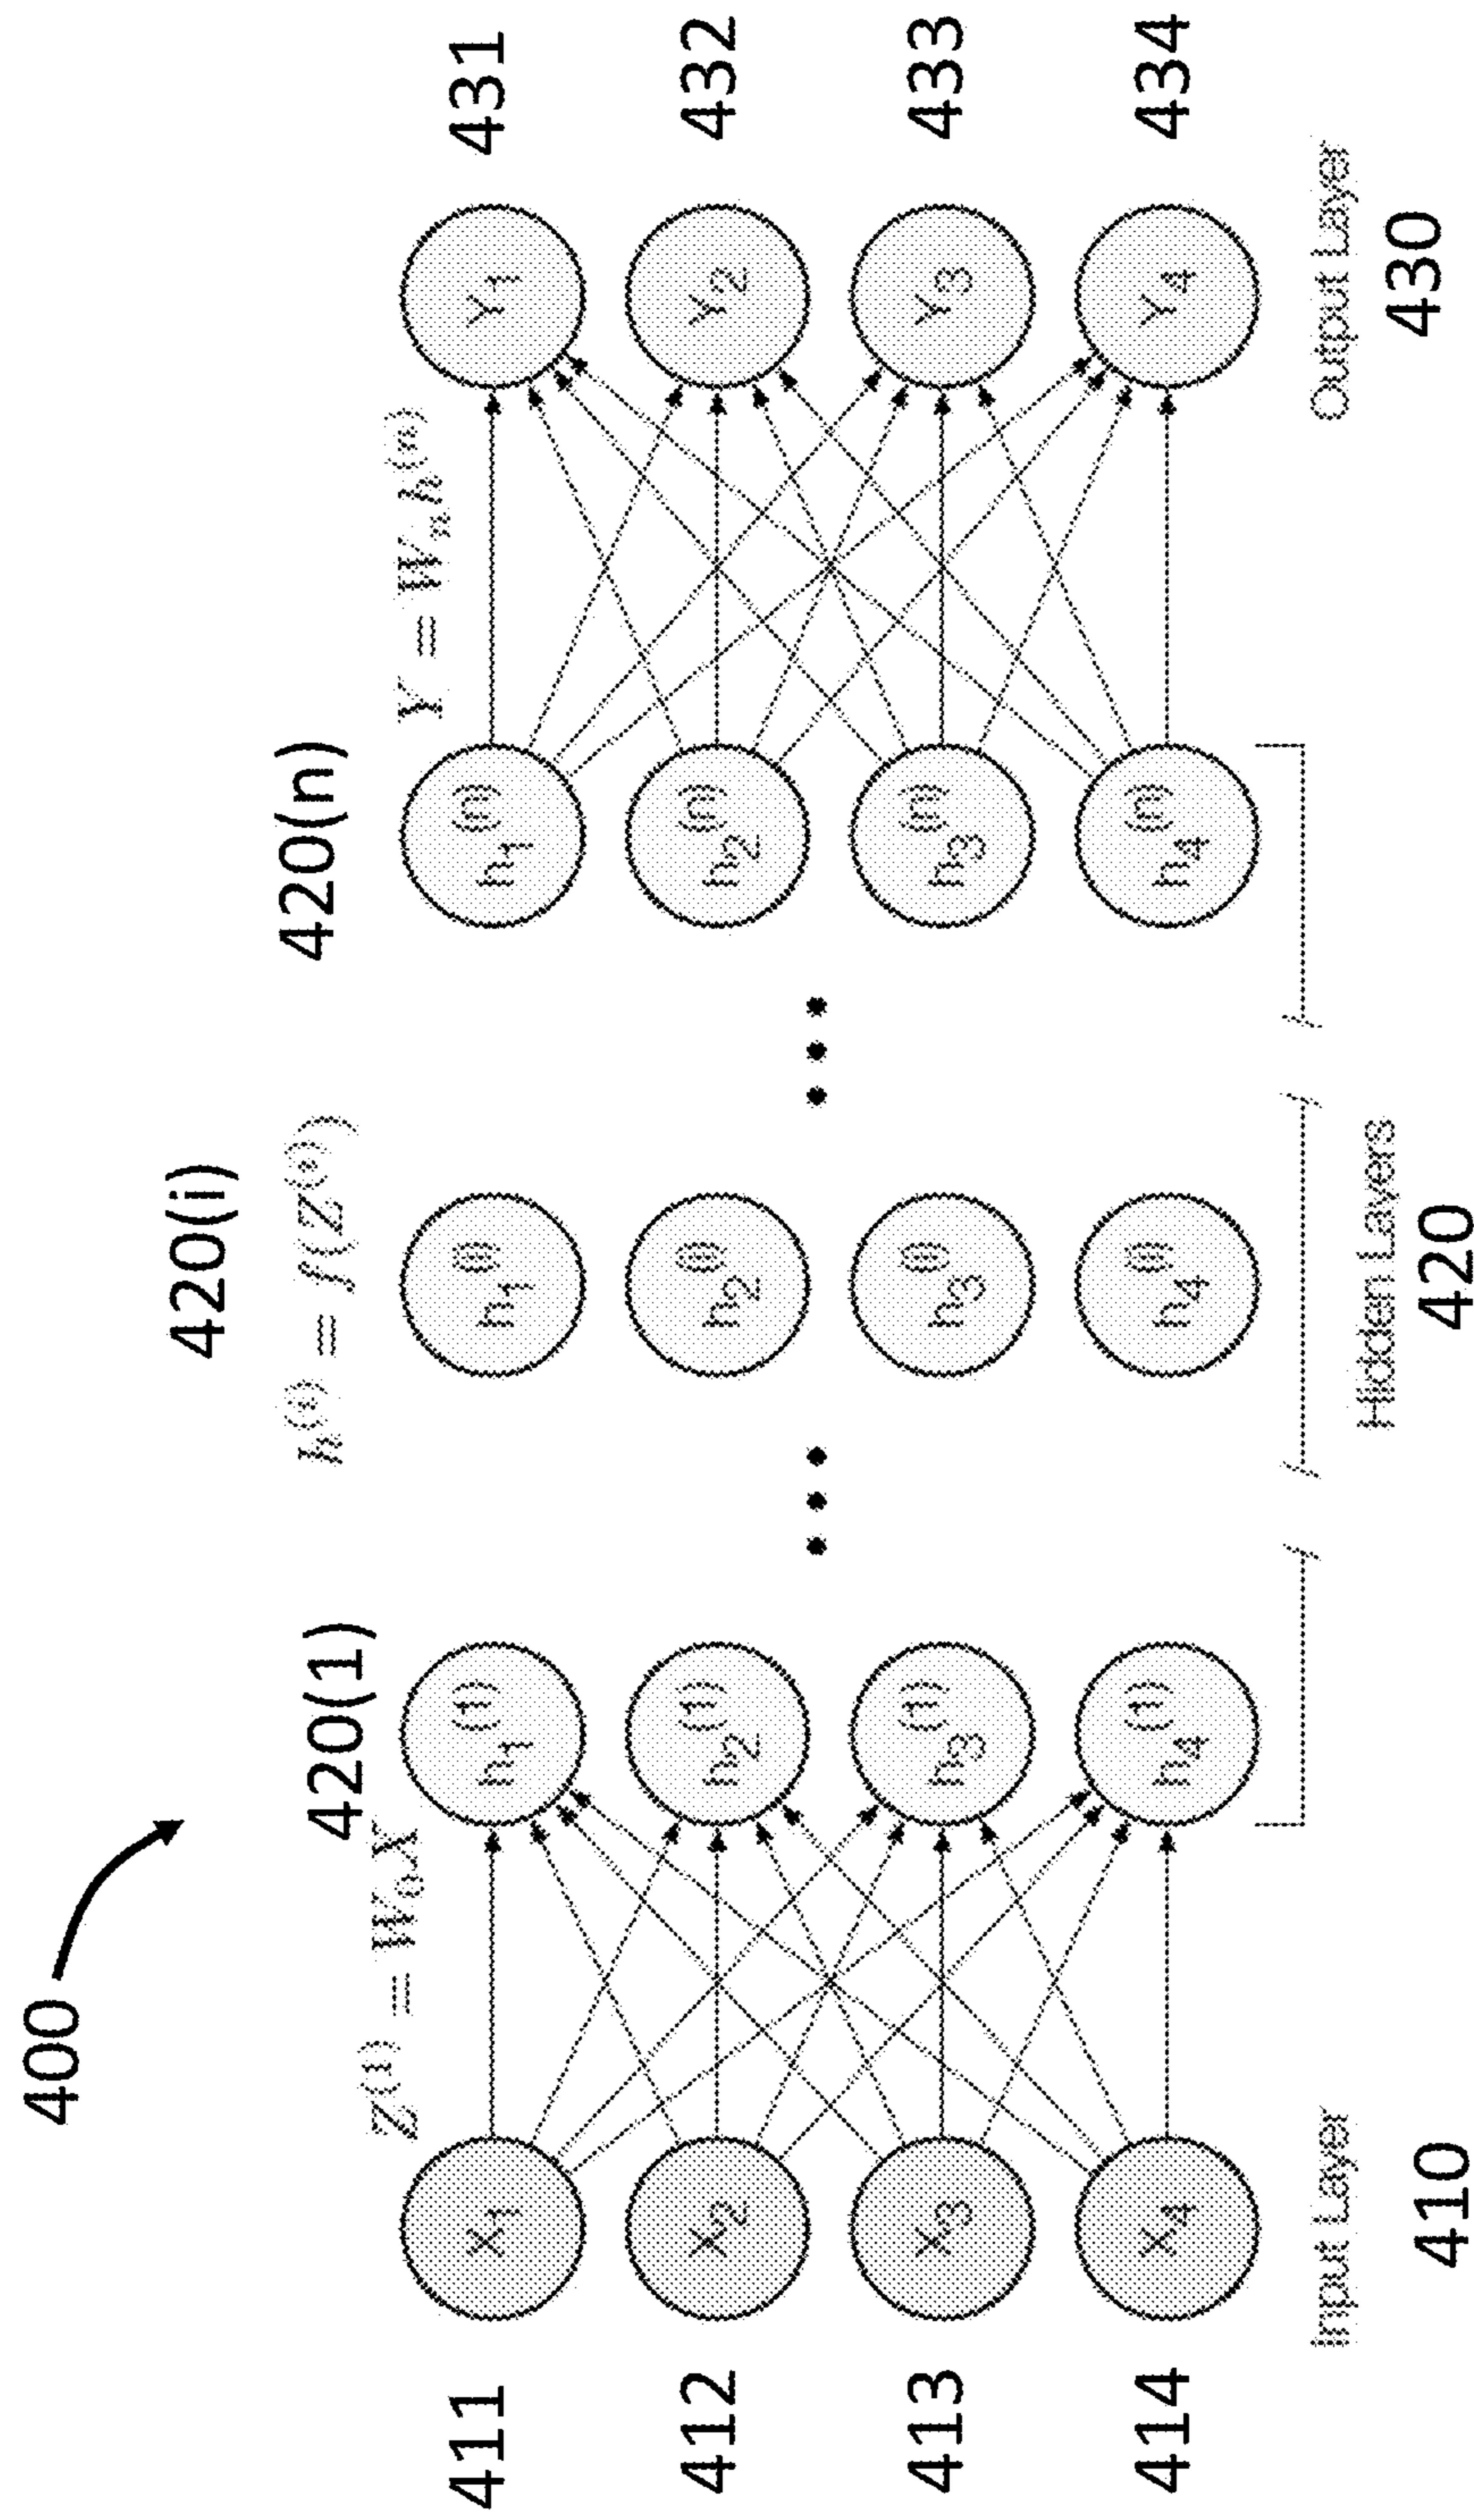 400
420(i)
420(1)
h⁽ⁱ⁾ = f(Z⁽ⁱ⁾)
420(n)
Z⁽¹⁾ = W₀X
Y = Wₙh⁽ⁿ⁾
411 X₁ h₁⁽¹⁾ h₁⁽ⁱ⁾ h₁⁽ⁿ⁾ Y₁ 431
412 X₂ h₂⁽¹⁾ h₂⁽ⁱ⁾ h₂⁽ⁿ⁾ Y₂ 432
413 X₃ h₃⁽¹⁾ h₃⁽ⁱ⁾ h₃⁽ⁿ⁾ Y₃ 433
414 X₄ h₄⁽¹⁾ h₄⁽ⁱ⁾ h₄⁽ⁿ⁾ Y₄ 434
Input Layer
Hidden Layers
Output Layer
410
420
430